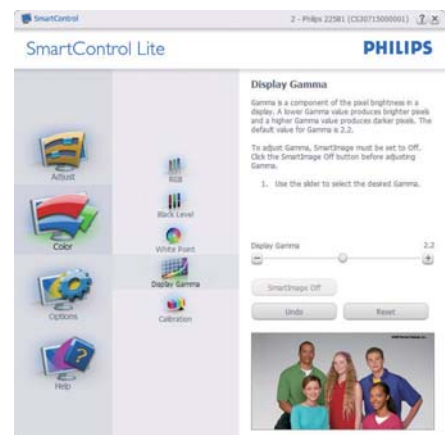 SmartControl
2 - Philips 225B1 (CS30715000001)
SmartControl Lite
PHILIPS
Adjust
Color
Options
Help
RGB
Black Level
White Point
Display Gamma
Calibration
Display Gamma
Gamma is a component of the pixel brightness in a
display. A lower Gamma value produces brighter pixels
and a higher Gamma value produces darker pixels. The
default value for Gamma is 2.2.
To adjust Gamma, SmartImage must be set to Off.
Click the SmartImage Off button before adjusting
Gamma.
1. Use the slider to select the desired Gamma.
Display Gamma 2.2
SmartImage Off
Undo
Reset